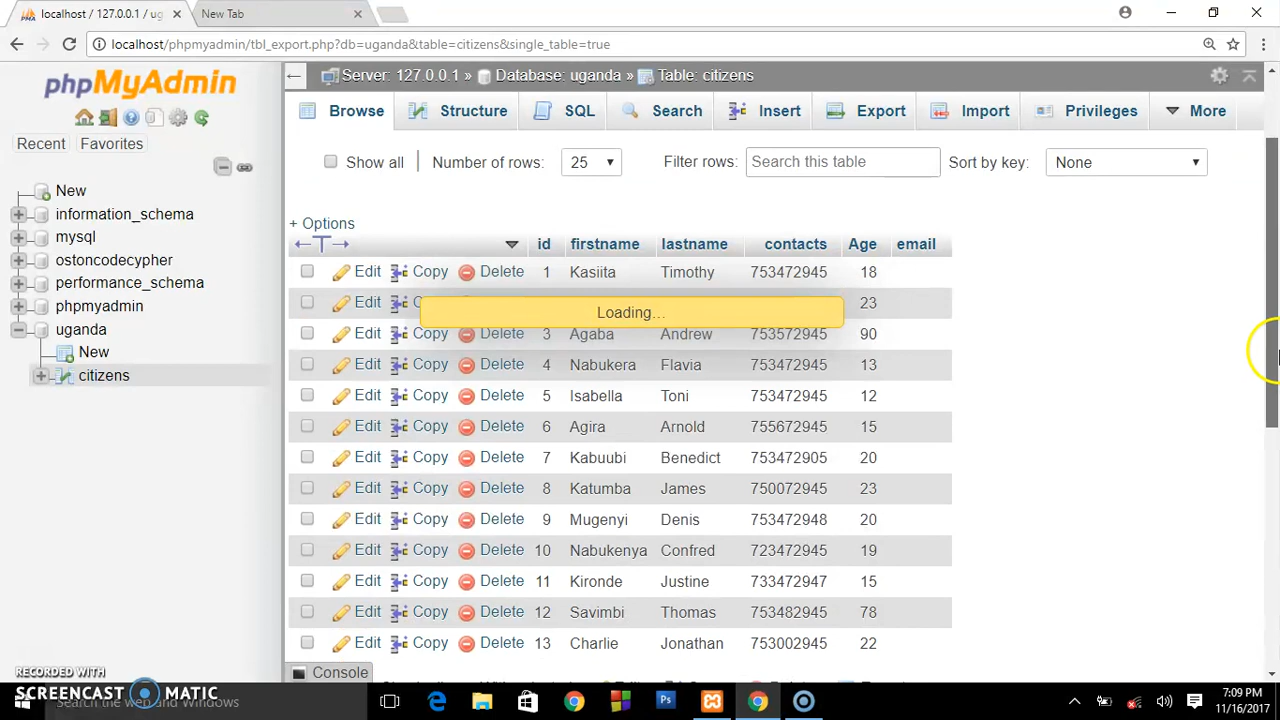 localhost / 127.0.0.1 / ug
New Tab
localhost/phpmyadmin/tbl_export.php?db=uganda&table=citizens&single_table=true
phpMyAdmin
Recent
Favorites
New
information_schema
mysql
ostoncodecypher
performance_schema
phpmyadmin
uganda
New
citizens
Server: 127.0.0.1 » Database: uganda » Table: citizens
Browse Structure SQL Search Insert Export Import Privileges More
Show all Number of rows: 25 Filter rows: Search this table Sort by key: None
+ Options
id firstname lastname contacts Age email
Edit Copy Delete 1 Kasiita Timothy 753472945 18
Edit 23
Loading...
Edit Copy Delete 3 Agaba Andrew 753572945 90
Edit Copy Delete 4 Nabukera Flavia 753472945 13
Edit Copy Delete 5 Isabella Toni 753472945 12
Edit Copy Delete 6 Agira Arnold 755672945 15
Edit Copy Delete 7 Kabuubi Benedict 753472905 20
Edit Copy Delete 8 Katumba James 750072945 23
Edit Copy Delete 9 Mugenyi Denis 753472948 20
Edit Copy Delete 10 Nabukenya Confred 723472945 19
Edit Copy Delete 11 Kironde Justine 733472947 15
Edit Copy Delete 12 Savimbi Thomas 753482945 78
Edit Copy Delete 13 Charlie Jonathan 753002945 22
Console
RECORDED WITH
SCREENCAST MATIC
Search the web and Windows
7:09 PM
11/16/2017